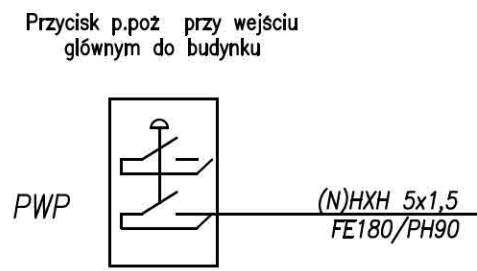 Przycisk p.poż przy wejściu
głównym do budynku
PWP
(N)HXH 5x1,5
FE180/PH90